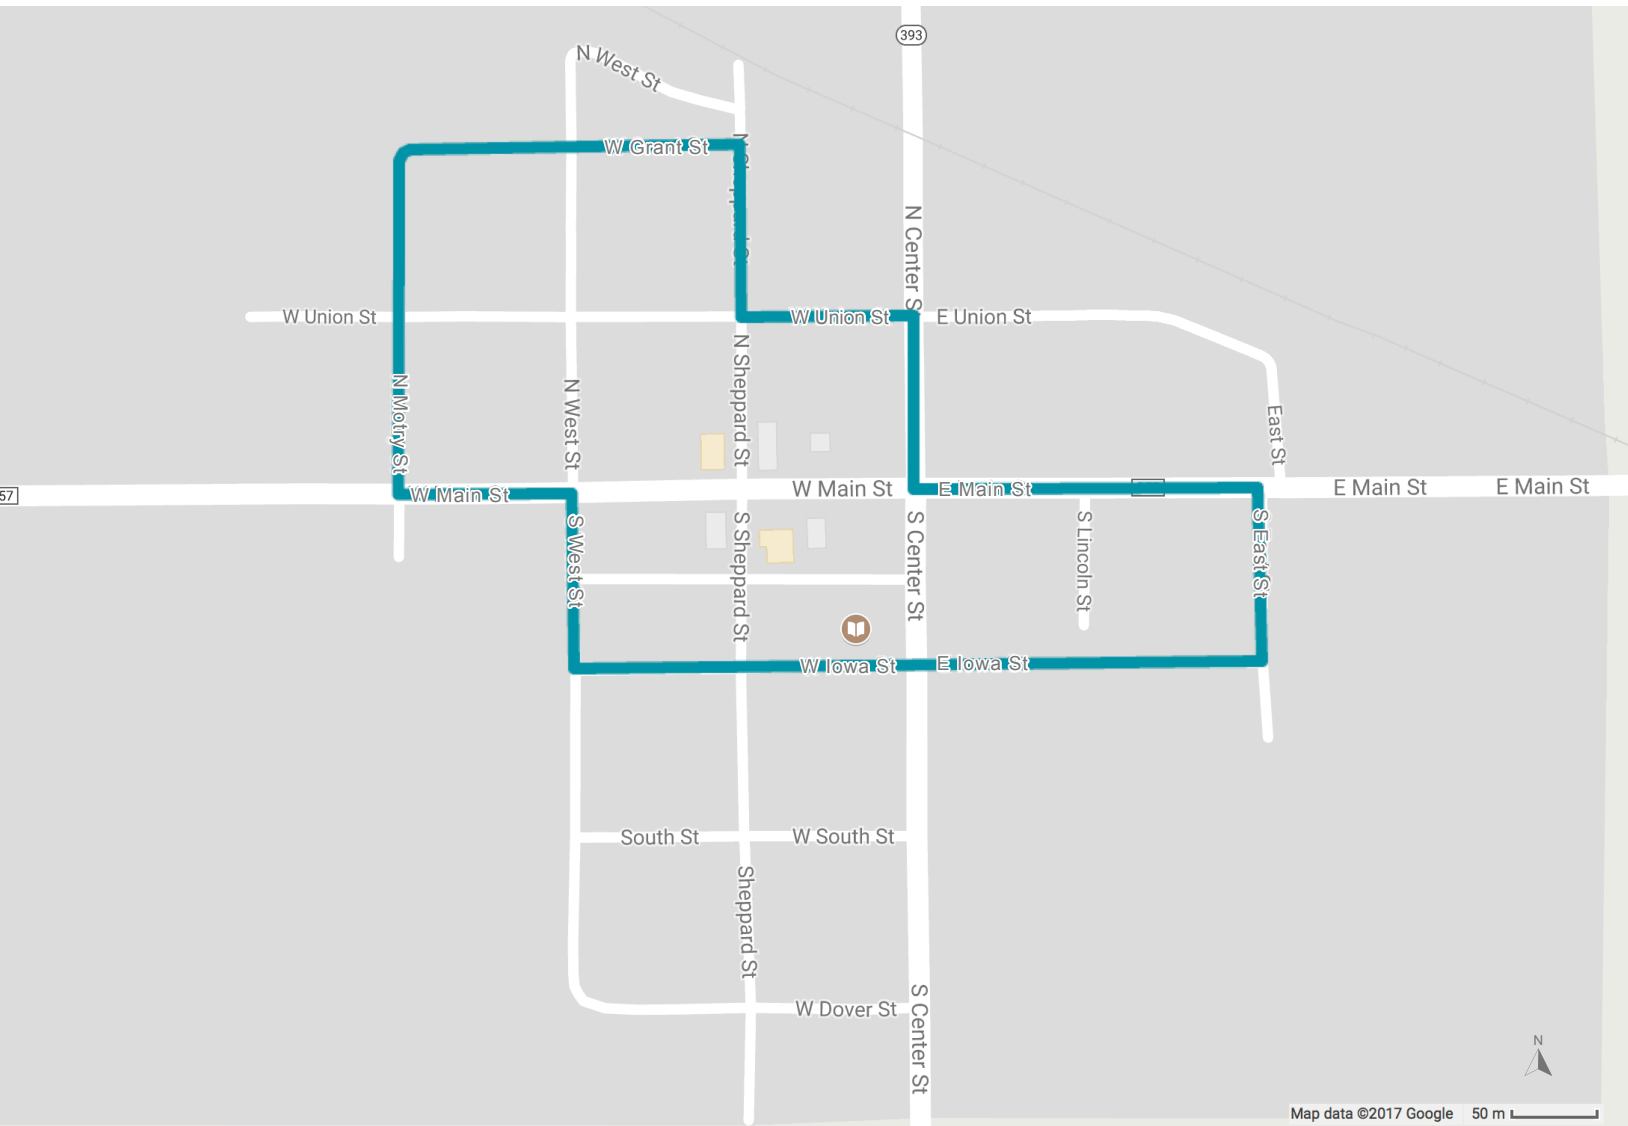 393
N West St
W Grant St
N Sheppard St
N Center S
W Union St
W Union St
E Union St
N Sheppard St
N Motry St
N West St
East St
57
W Main St
W Main St
E Main St
E Main St
E Main St
S West St
S Sheppard St
S Center St
S Lincoln St
S East St
W Iowa St
E Iowa St
South St
W South St
Sheppard St
W Dover St
S Center St
N
Map data ©2017 Google
50 m